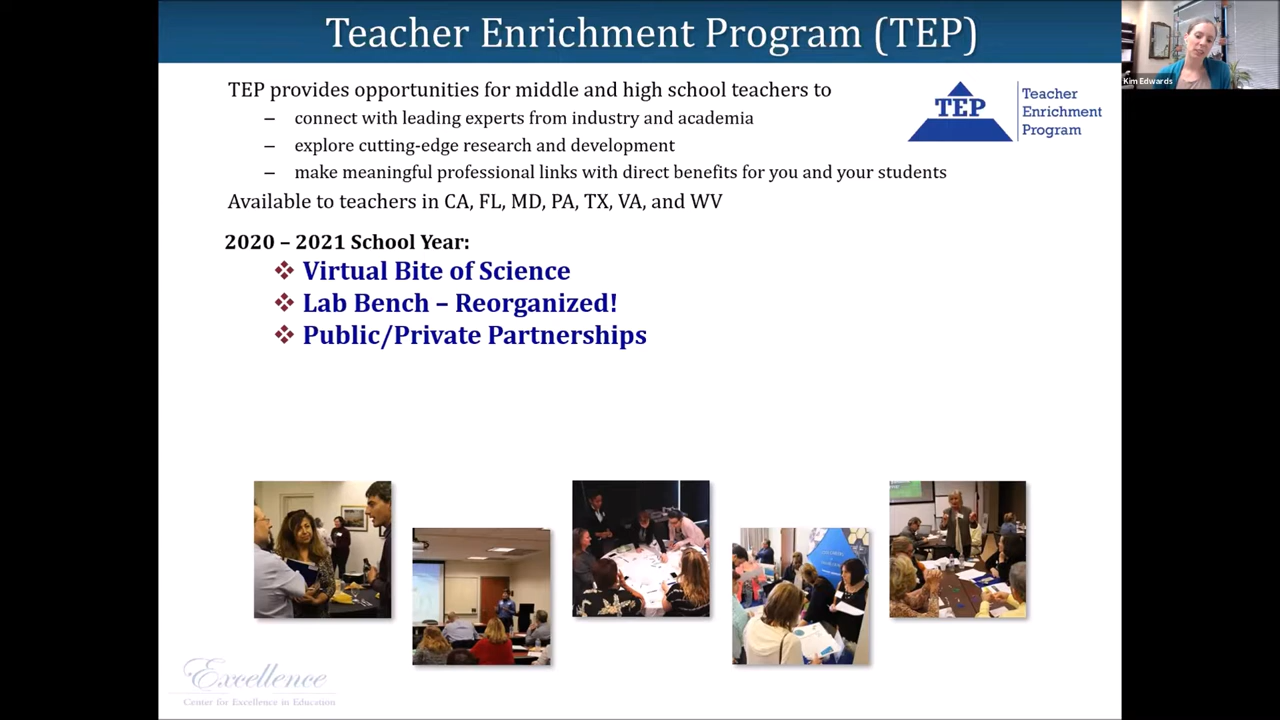 Teacher Enrichment Program (TEP)
Kim Edwards
TEP provides opportunities for middle and high school teachers to
– connect with leading experts from industry and academia
– explore cutting-edge research and development
– make meaningful professional links with direct benefits for you and your students
Available to teachers in CA, FL, MD, PA, TX, VA, and WV
TEP
Teacher
Enrichment
Program
2020 – 2021 School Year:
❖ Virtual Bite of Science
❖ Lab Bench – Reorganized!
❖ Public/Private Partnerships
Excellence
Center for Excellence in Education